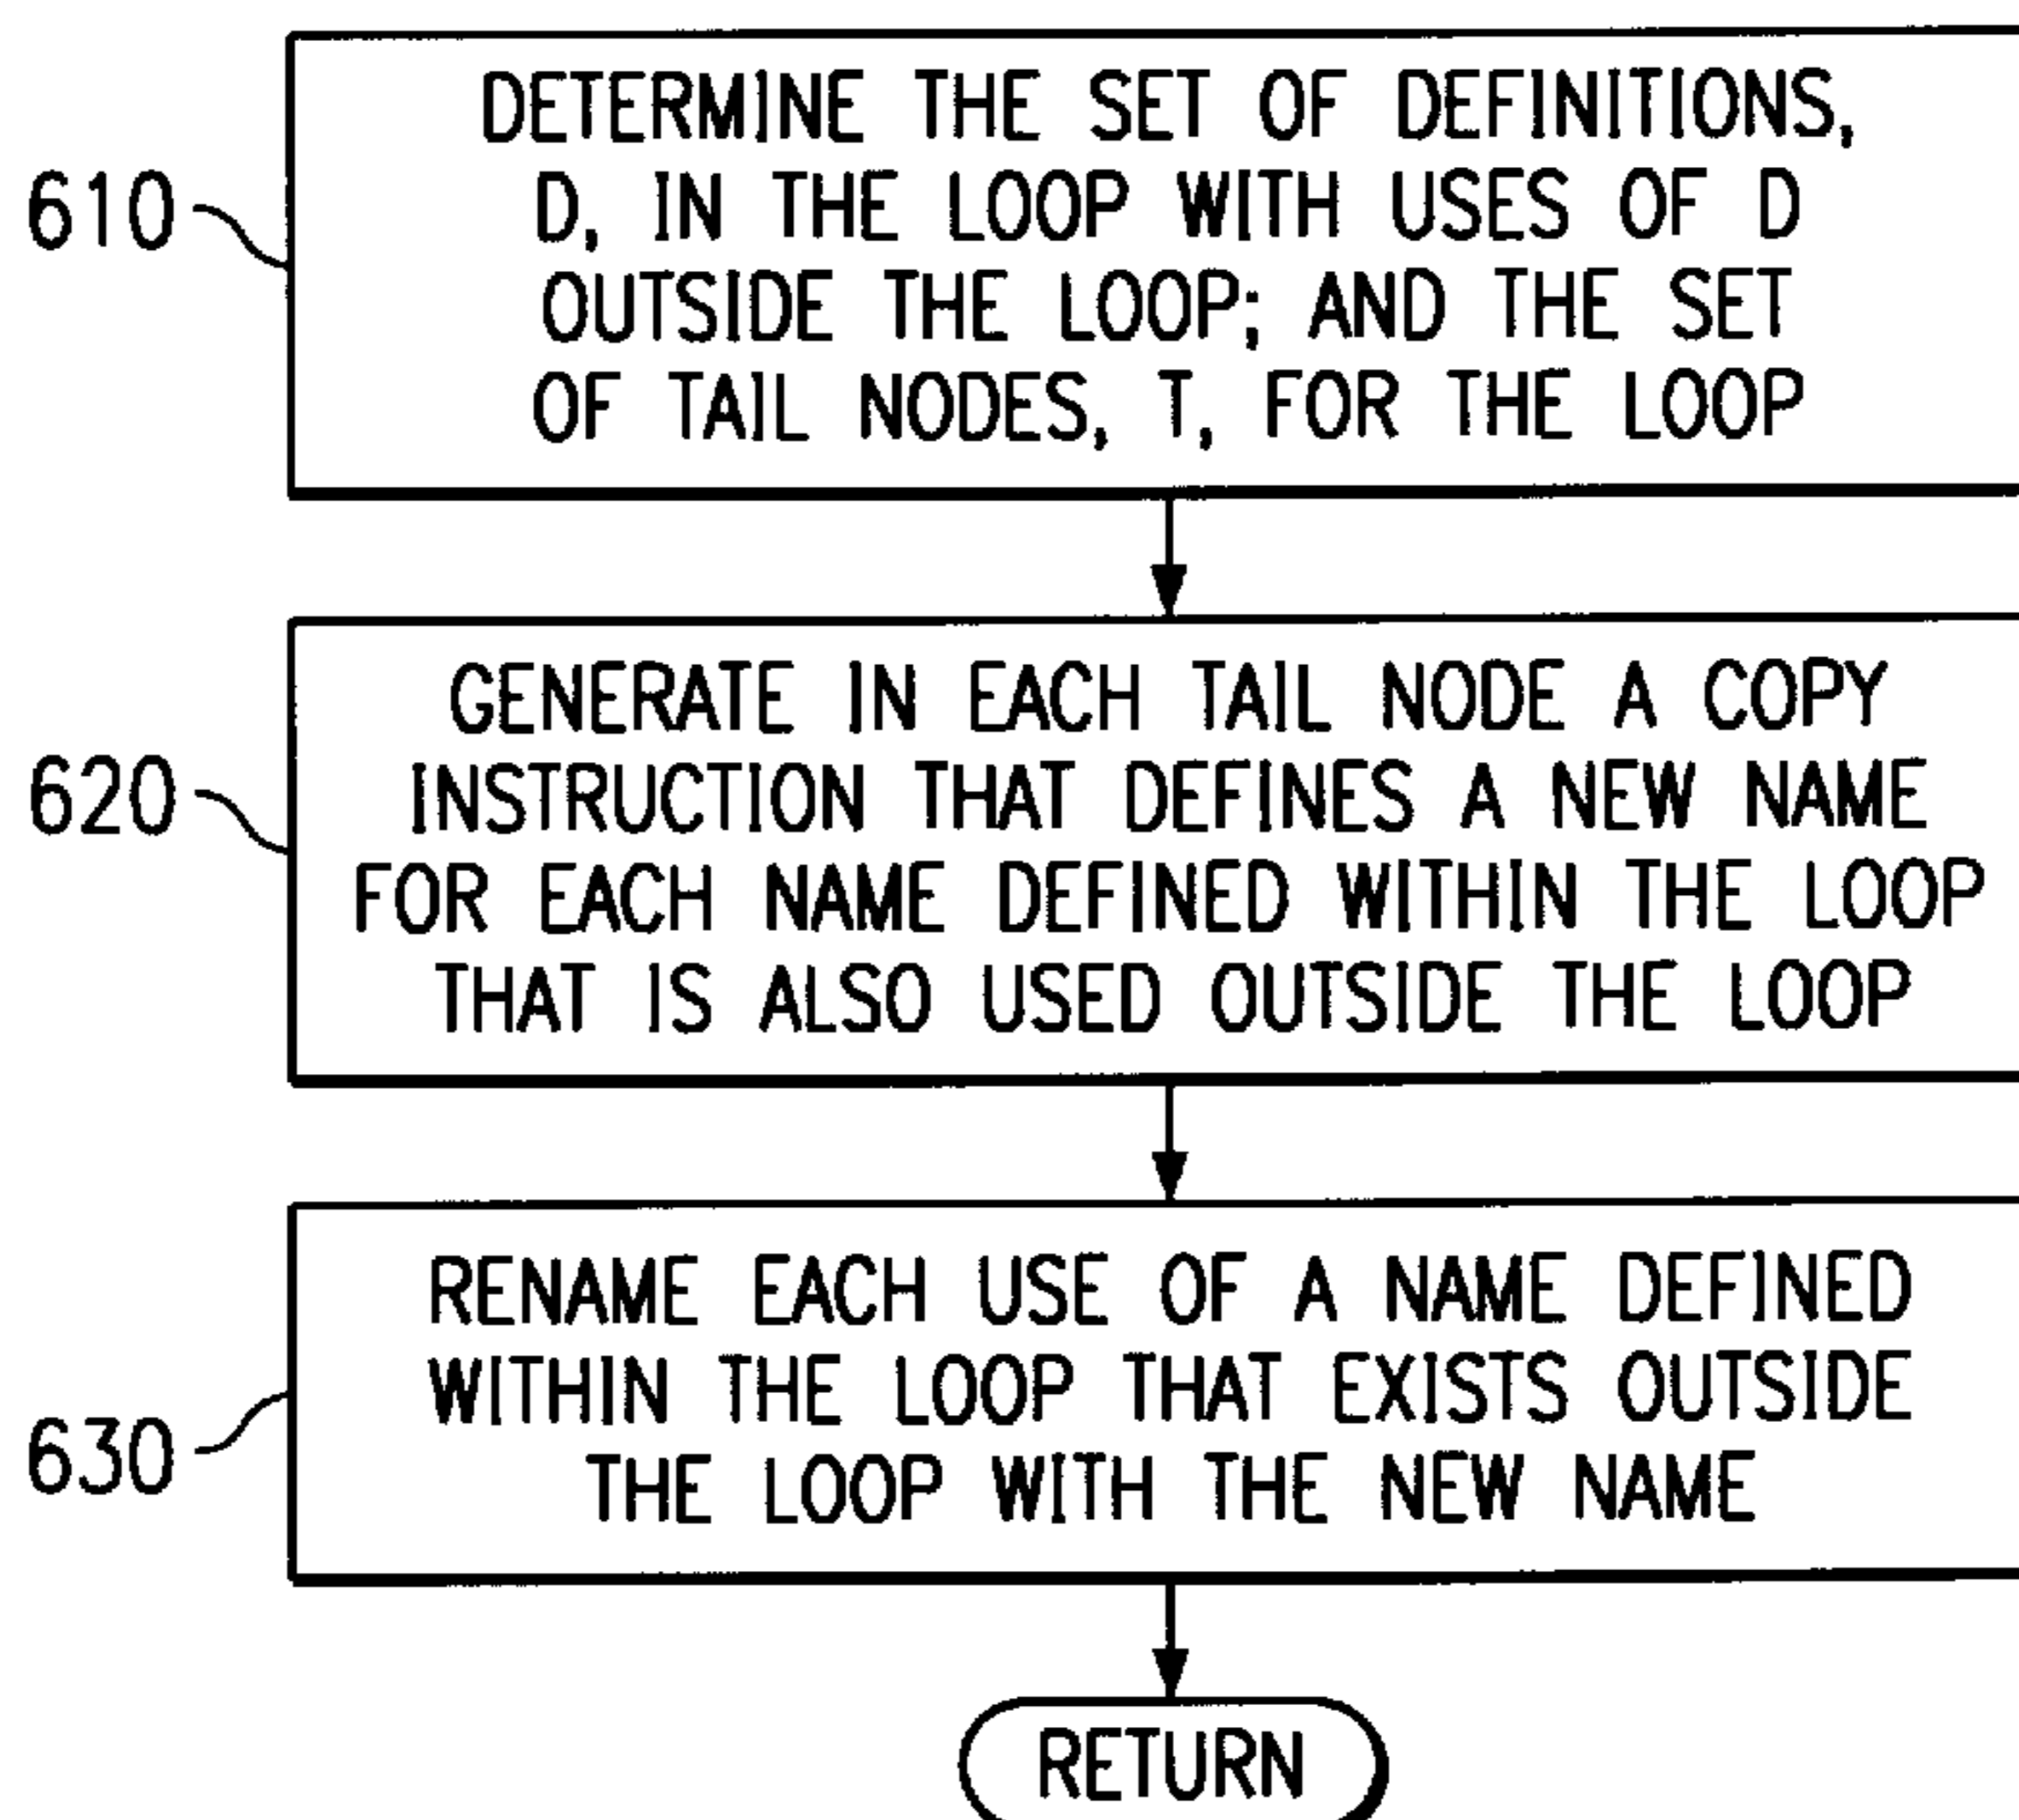 DETERMINE THE SET OF DEFINITIONS,
D, IN THE LOOP WITH USES OF D
OUTSIDE THE LOOP; AND THE SET
OF TAIL NODES, T, FOR THE LOOP
610
GENERATE IN EACH TAIL NODE A COPY
INSTRUCTION THAT DEFINES A NEW NAME
FOR EACH NAME DEFINED WITHIN THE LOOP
THAT IS ALSO USED OUTSIDE THE LOOP
620
RENAME EACH USE OF A NAME DEFINED
WITHIN THE LOOP THAT EXISTS OUTSIDE
THE LOOP WITH THE NEW NAME
630
RETURN